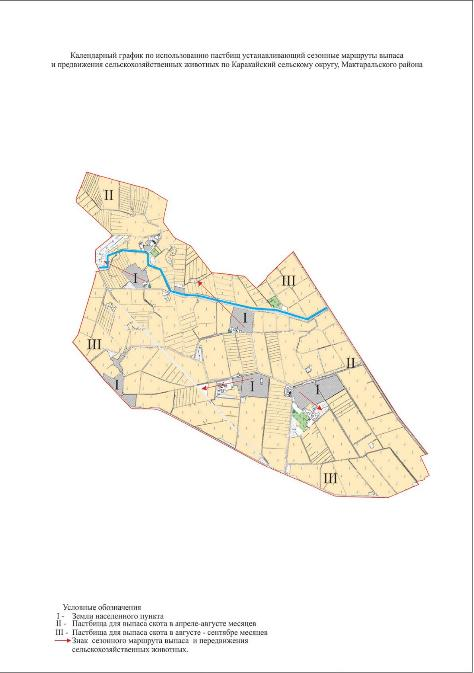 Календарный график по использованию пастбищ устанавливающий сезонные маршруты выпаса
и предвижения сельскохозяйственных животных по Каракайский сельскому округу, Мактаральского района
II
III
I
I
III
II
I
I
I
III
Условные обозначения
I - Земли населенного пункта
II - Пастбища для выпаса скота в апреле-августе месяцев
III - Пастбища для выпаса скота в августе - сентябре месяцев
Знак сезонного маршрута выпаса и передвижения
сельскохозяйственных животных.